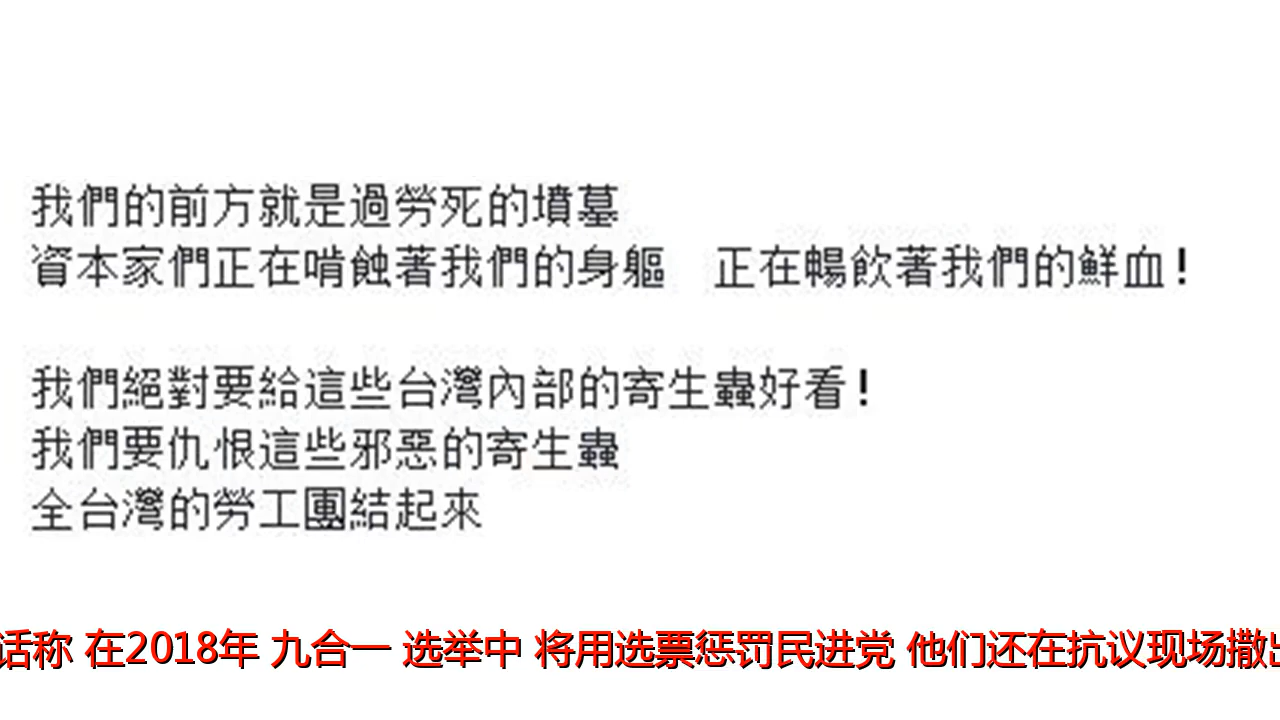 我們的前方就是過勞死的墳墓
資本家們正在啃蝕著我們的身軀　正在暢飲著我們的鮮血!
我們絕對要給這些台灣內部的寄生蟲好看!
我們要仇恨這些邪惡的寄生蟲
全台灣的勞工團結起來
话称 在2018年 九合一 选举中 将用选票惩罚民进党 他们还在抗议现场撒出